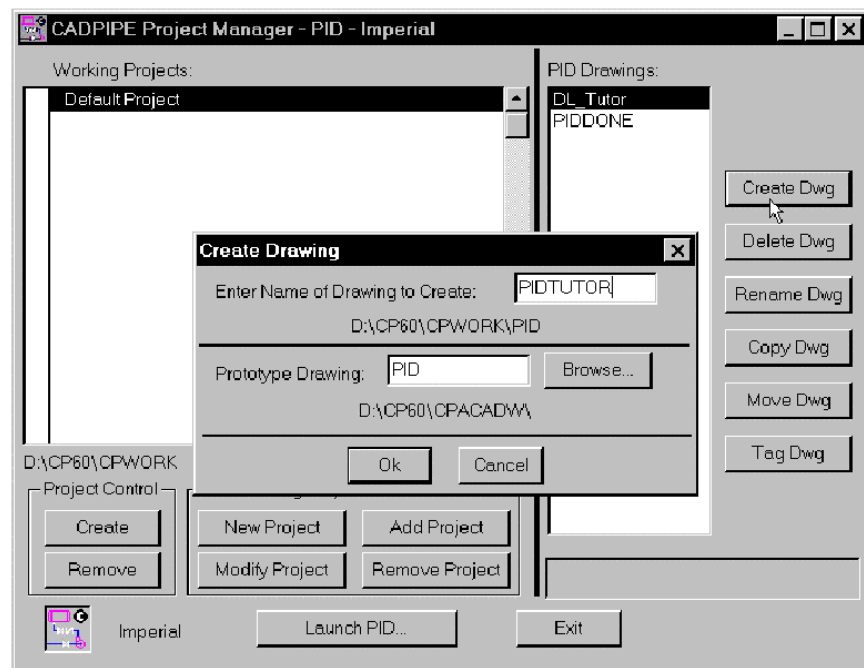 CADPIPE Project Manager - PID - Imperial
Working Projects:
PID Drawings:
Default Project
DL_Tutor
PIDDONE
Create Dwg
Delete Dwg
Rename Dwg
Copy Dwg
Move Dwg
Tag Dwg
Create Drawing
Enter Name of Drawing to Create:
PIDTUTOR
D:\CP60\CPWORK\PID
Prototype Drawing:
PID
Browse...
D:\CP60\CPACADW\
Ok
Cancel
D:\CP60\CPWORK
Project Control
Create
New Project
Add Project
Remove
Modify Project
Remove Project
Imperial
Launch PID...
Exit